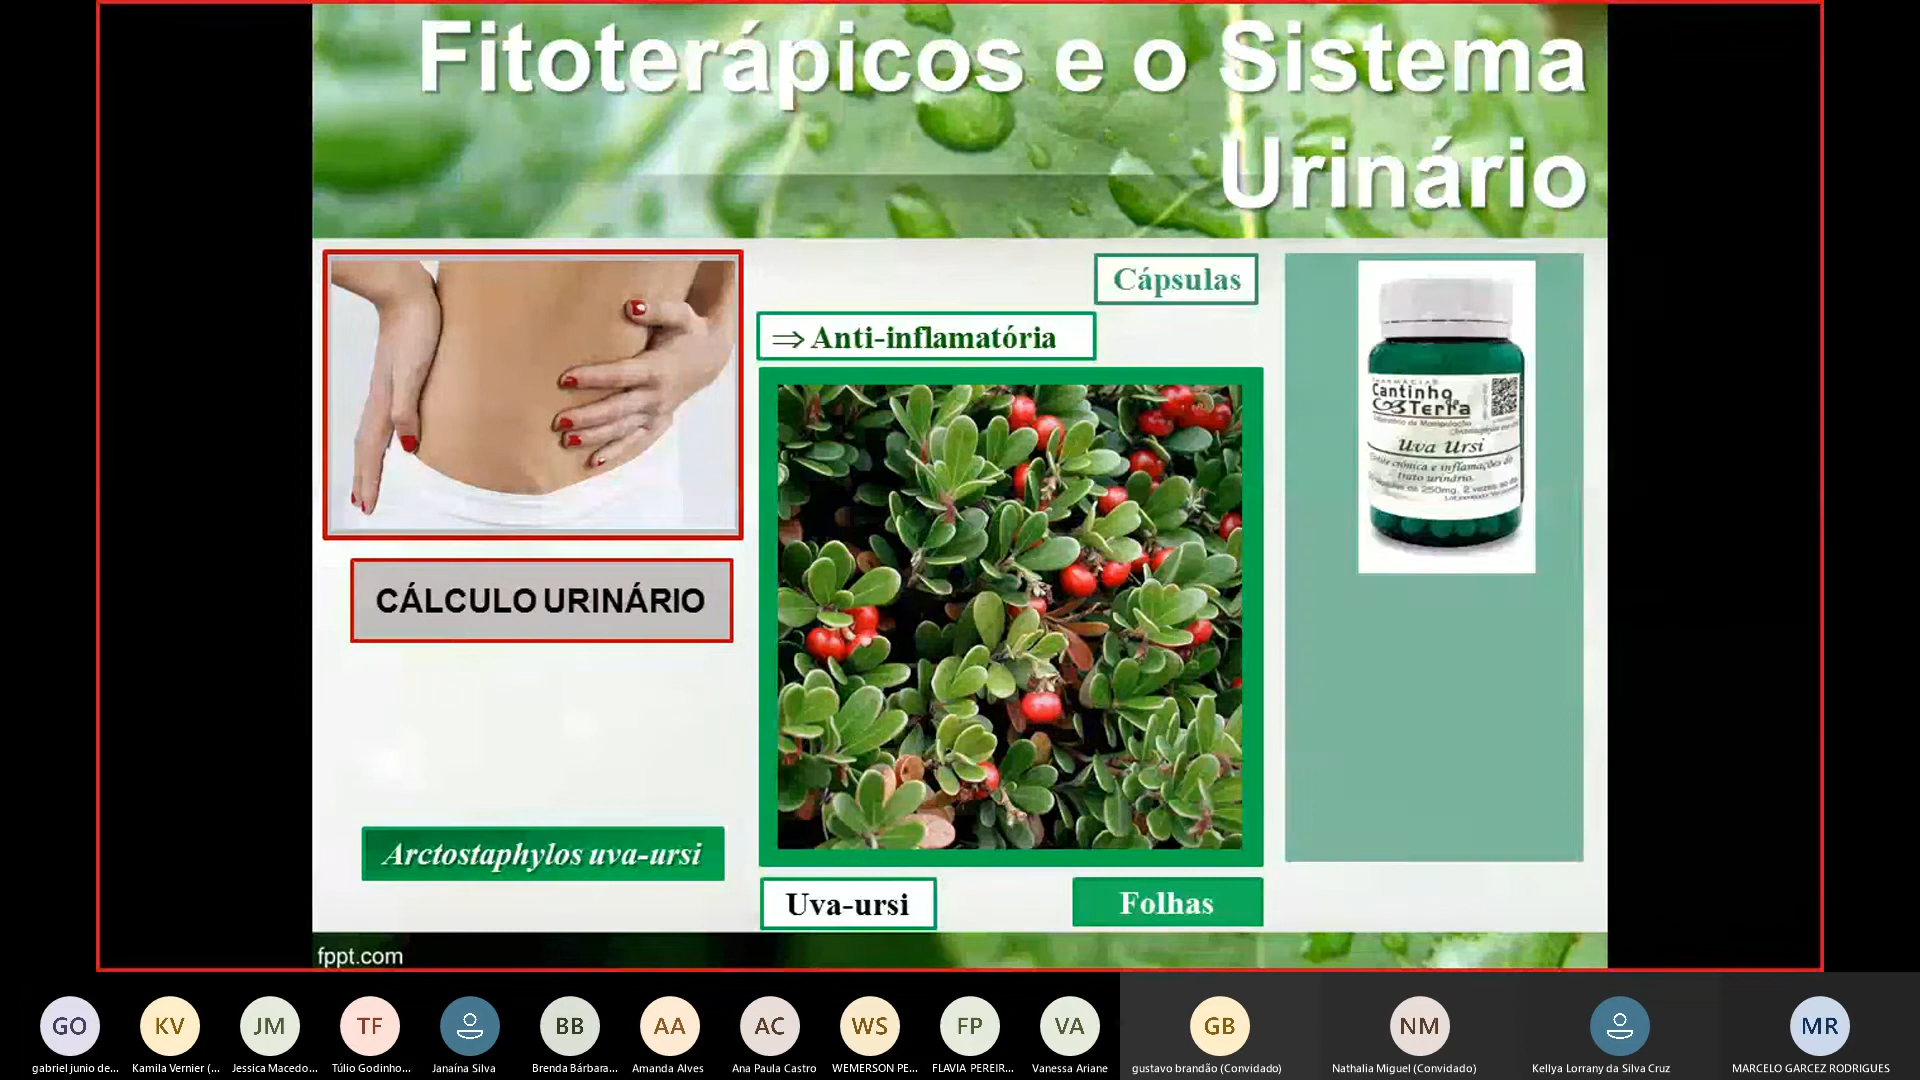 Fitoterápicos e o Sistema
Urinário
Cápsulas
⇒ Anti-inflamatória
Cantinho
Terra
Uva Ursi
trato urinário.
CÁLCULO URINÁRIO
Arctostaphylos uva-ursi
Uva-ursi
Folhas
fppt.com
GO
KV
JM
TF
BB
AA
AC
WS
FP
VA
GB
NM
MR
gabriel junio de...
Kamila Vernier (...
Jessica Macedo...
Túlio Godinho...
Janaína Silva
Brenda Bárbara...
Amanda Alves
Ana Paula Castro
WEMERSON PE...
FLAVIA PEREIR...
Vanessa Ariane
gustavo brandão (Convidado)
Nathalia Miguel (Convidado)
Kellya Lorrany da Silva Cruz
MARCELO GARCEZ RODRIGUES